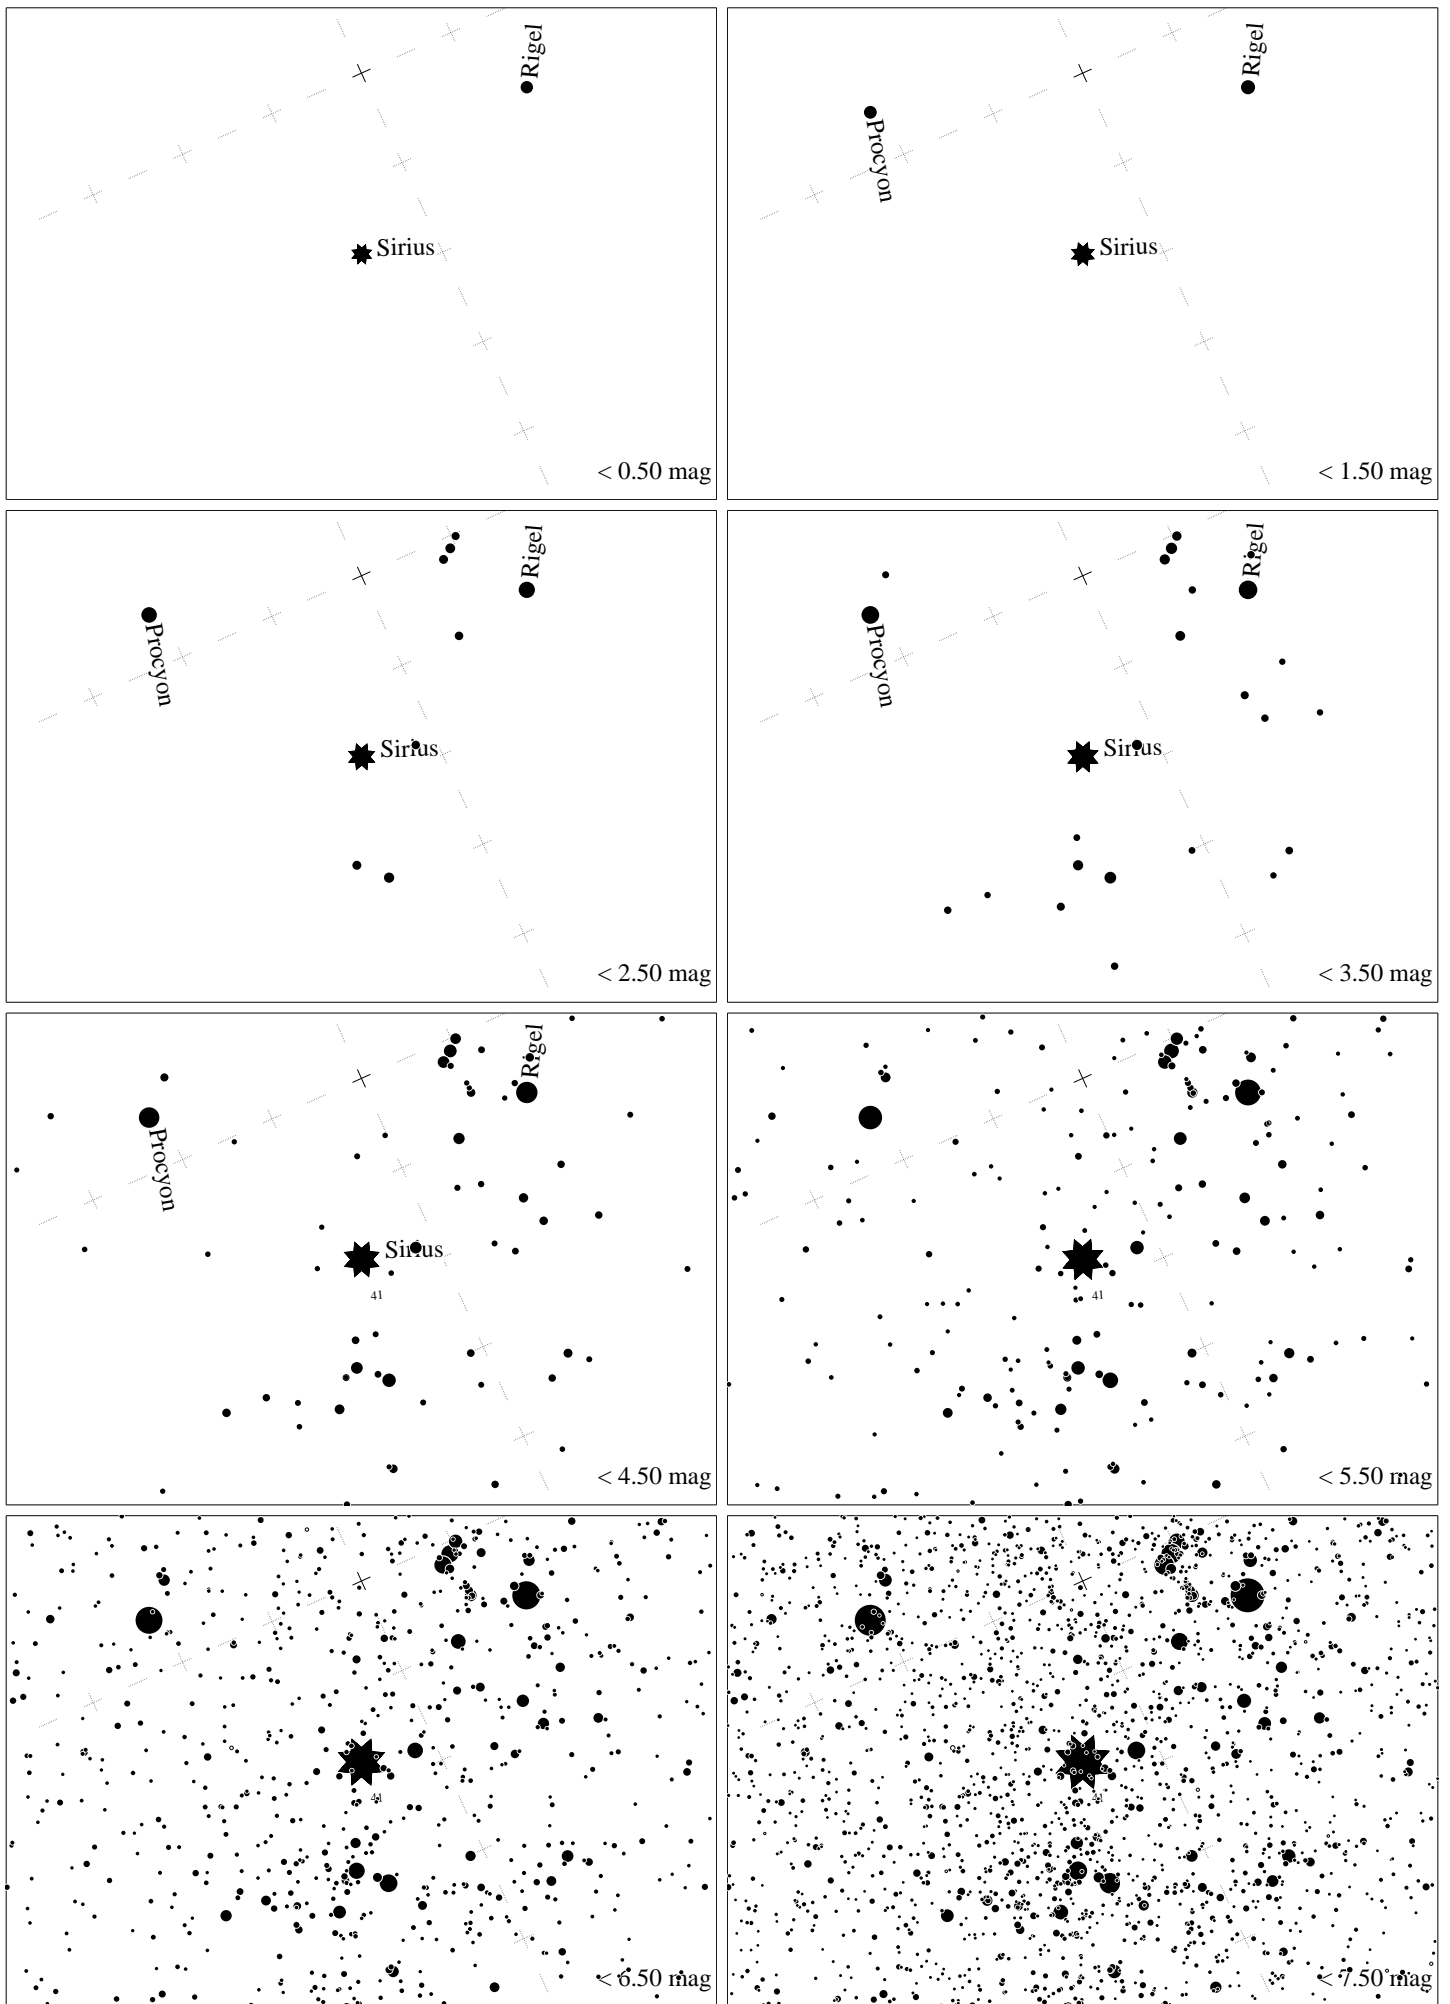 Rigel
Sirius
< 0.50 mag
Rigel
Procyon
Sirius
< 1.50 mag
Rigel
Procyon
Sirius
< 2.50 mag
Rigel
Procyon
Sirius
< 3.50 mag
Rigel
Procyon
Sirius
41
< 4.50 mag
41
< 5.50 mag
41
< 6.50 mag
41
< 7.50 mag